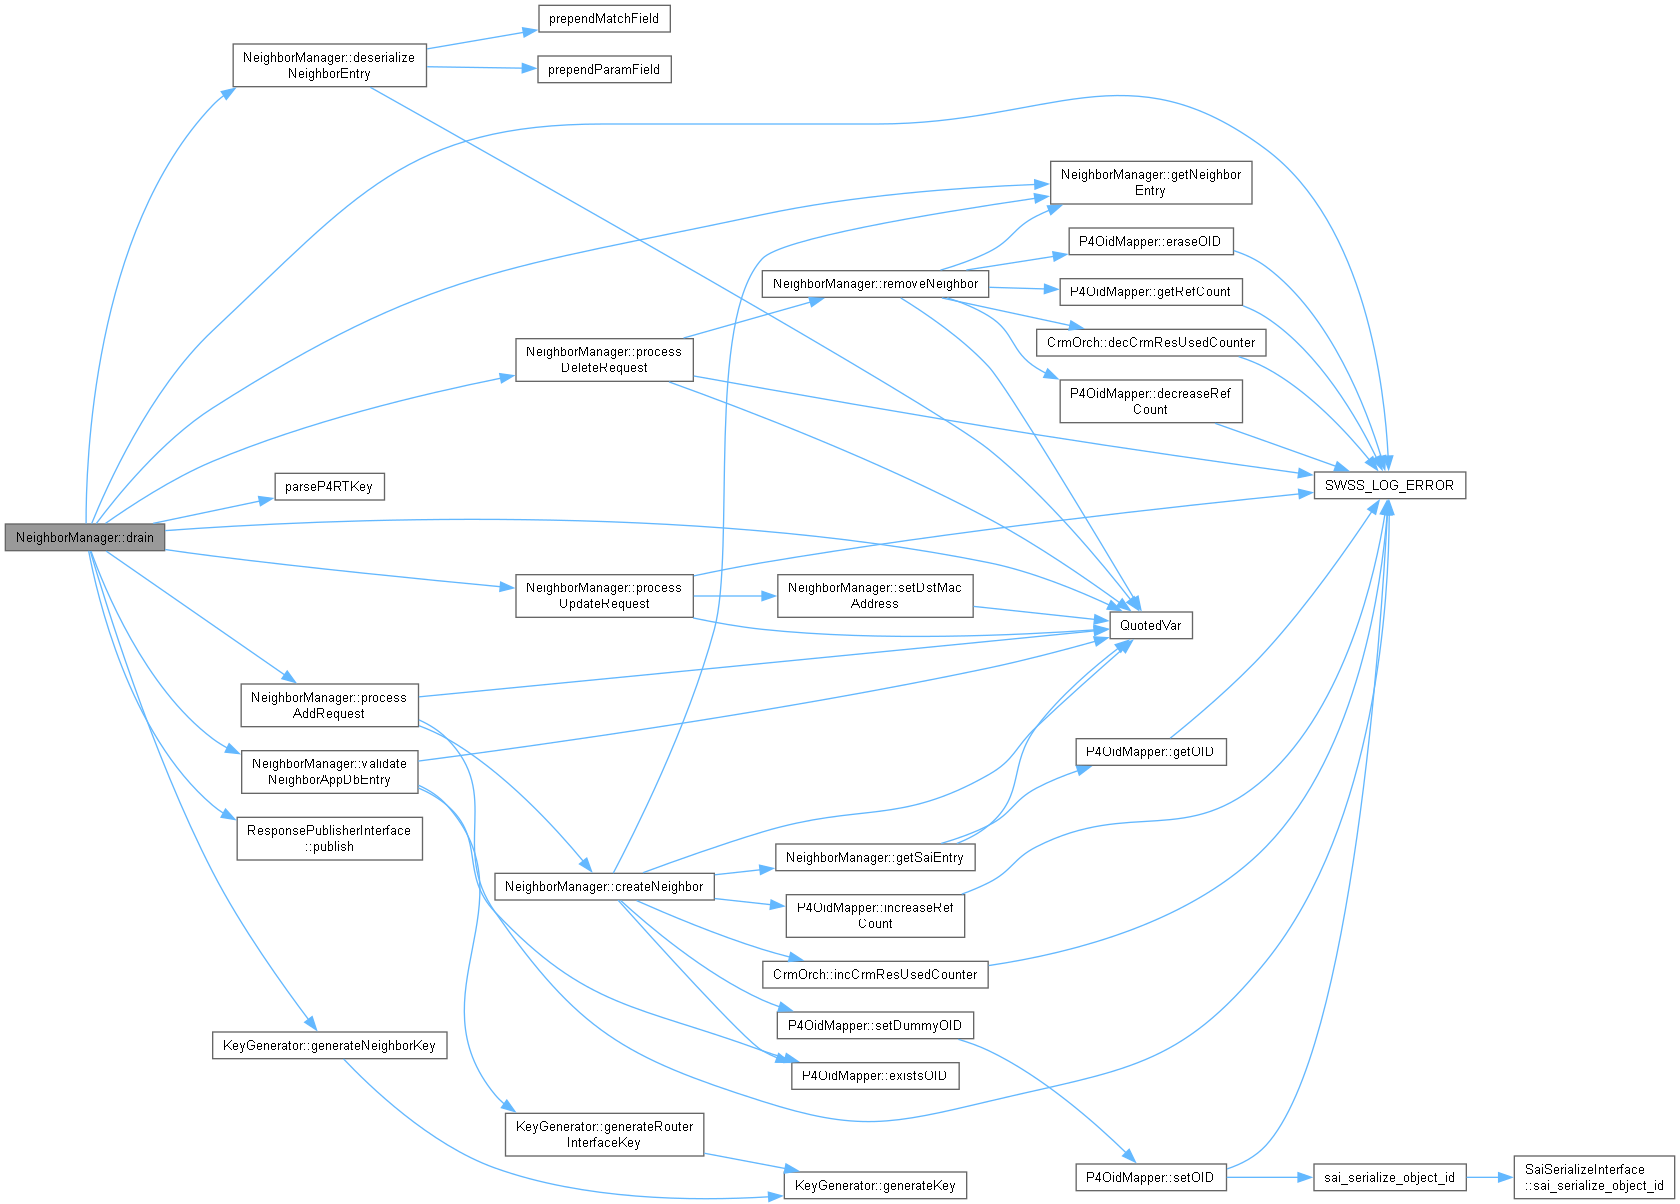 prependMatchField
NeighborManager::deserialize
NeighborEntry
prependParamField
NeighborManager::getNeighbor
Entry
P4OidMapper::eraseOID
NeighborManager::removeNeighbor
P4OidMapper::getRefCount
CrmOrch::decCrmResUsedCounter
NeighborManager::process
DeleteRequest
P4OidMapper::decreaseRef
Count
parseP4RTKey
SWSS_LOG_ERROR
NeighborManager::drain
NeighborManager::process
UpdateRequest
NeighborManager::setDstMac
Address
QuotedVar
NeighborManager::process
AddRequest
NeighborManager::validate
NeighborAppDbEntry
P4OidMapper::getOID
ResponsePublisherInterface
::publish
NeighborManager::getSaiEntry
NeighborManager::createNeighbor
P4OidMapper::increaseRef
Count
CrmOrch::incCrmResUsedCounter
P4OidMapper::setDummyOID
KeyGenerator::generateNeighborKey
P4OidMapper::existsOID
KeyGenerator::generateRouter
InterfaceKey
KeyGenerator::generateKey
P4OidMapper::setOID
sai_serialize_object_id
SaiSerializeInterface
::sai_serialize_object_id